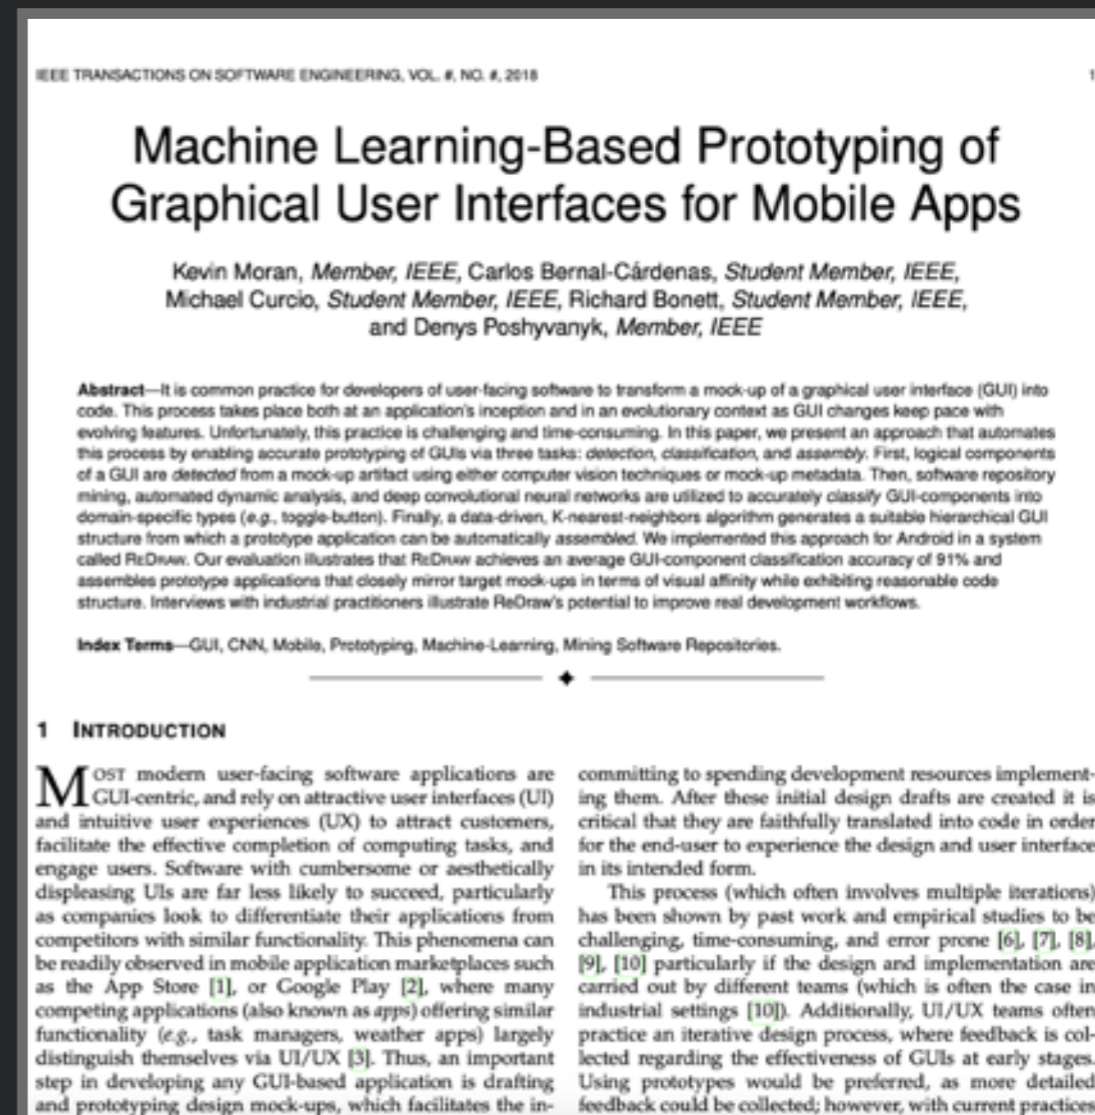 IEEE TRANSACTIONS ON SOFTWARE ENGINEERING, VOL. #, NO. #, 2018
1
Machine Learning-Based Prototyping of
Graphical User Interfaces for Mobile Apps
Kevin Moran, Member, IEEE, Carlos Bernal-Cárdenas, Student Member, IEEE,
Michael Curcio, Student Member, IEEE, Richard Bonett, Student Member, IEEE,
and Denys Poshyvanyk, Member, IEEE
Abstract—It is common practice for developers of user-facing software to transform a mock-up of a graphical user interface (GUI) into
code. This process takes place both at an application's inception and in an evolutionary context as GUI changes keep pace with
evolving features. Unfortunately, this practice is challenging and time-consuming. In this paper, we present an approach that automates
this process by enabling accurate prototyping of GUIs via three tasks: detection, classification, and assembly. First, logical components
of a GUI are detected from a mock-up artifact using either computer vision techniques or mock-up metadata. Then, software repository
mining, automated dynamic analysis, and deep convolutional neural networks are utilized to accurately classify GUI-components into
domain-specific types (e.g., toggle-button). Finally, a data-driven, K-nearest-neighbors algorithm generates a suitable hierarchical GUI
structure from which a prototype application can be automatically assembled. We implemented this approach for Android in a system
called REDRAW. Our evaluation illustrates that REDRAW achieves an average GUI-component classification accuracy of 91% and
assembles prototype applications that closely mirror target mock-ups in terms of visual affinity while exhibiting reasonable code
structure. Interviews with industrial practitioners illustrate ReDraw's potential to improve real development workflows.
Index Terms—GUI, CNN, Mobile, Prototyping, Machine-Learning, Mining Software Repositories.
1 INTRODUCTION
MOST modern user-facing software applications are
GUI-centric, and rely on attractive user interfaces (UI)
and intuitive user experiences (UX) to attract customers,
facilitate the effective completion of computing tasks, and
engage users. Software with cumbersome or aesthetically
displeasing UIs are far less likely to succeed, particularly
as companies look to differentiate their applications from
competitors with similar functionality. This phenomena can
be readily observed in mobile application marketplaces such
as the App Store [1], or Google Play [2], where many
competing applications (also known as apps) offering similar
functionality (e.g., task managers, weather apps) largely
distinguish themselves via UI/UX [3]. Thus, an important
step in developing any GUI-based application is drafting
and prototyping design mock-ups, which facilitates the in-
committing to spending development resources implement-
ing them. After these initial design drafts are created it is
critical that they are faithfully translated into code in order
for the end-user to experience the design and user interface
in its intended form.
This process (which often involves multiple iterations)
has been shown by past work and empirical studies to be
challenging, time-consuming, and error prone [6], [7], [8],
[9], [10] particularly if the design and implementation are
carried out by different teams (which is often the case in
industrial settings [10]). Additionally, UI/UX teams often
practice an iterative design process, where feedback is col-
lected regarding the effectiveness of GUIs at early stages.
Using prototypes would be preferred, as more detailed
feedback could be collected; however, with current practices